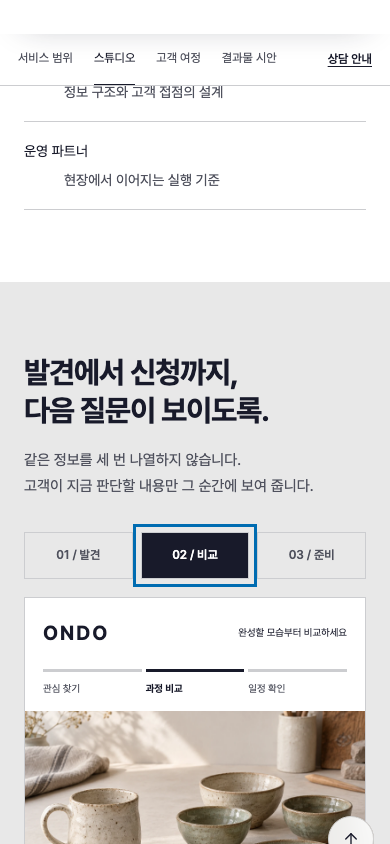 서비스 범위
스튜디오
고객 여정
결과물 시안
상담 안내
정보 구조와 고객 접점의 설계
운영 파트너
현장에서 이어지는 실행 기준
발견에서 신청까지,
다음 질문이 보이도록.
같은 정보를 세 번 나열하지 않습니다.
고객이 지금 판단할 내용만 그 순간에 보여 줍니다.
01 / 발견
02 / 비교
03 / 준비
ONDO
완성할 모습부터 비교하세요
관심 찾기
과정 비교
일정 확인